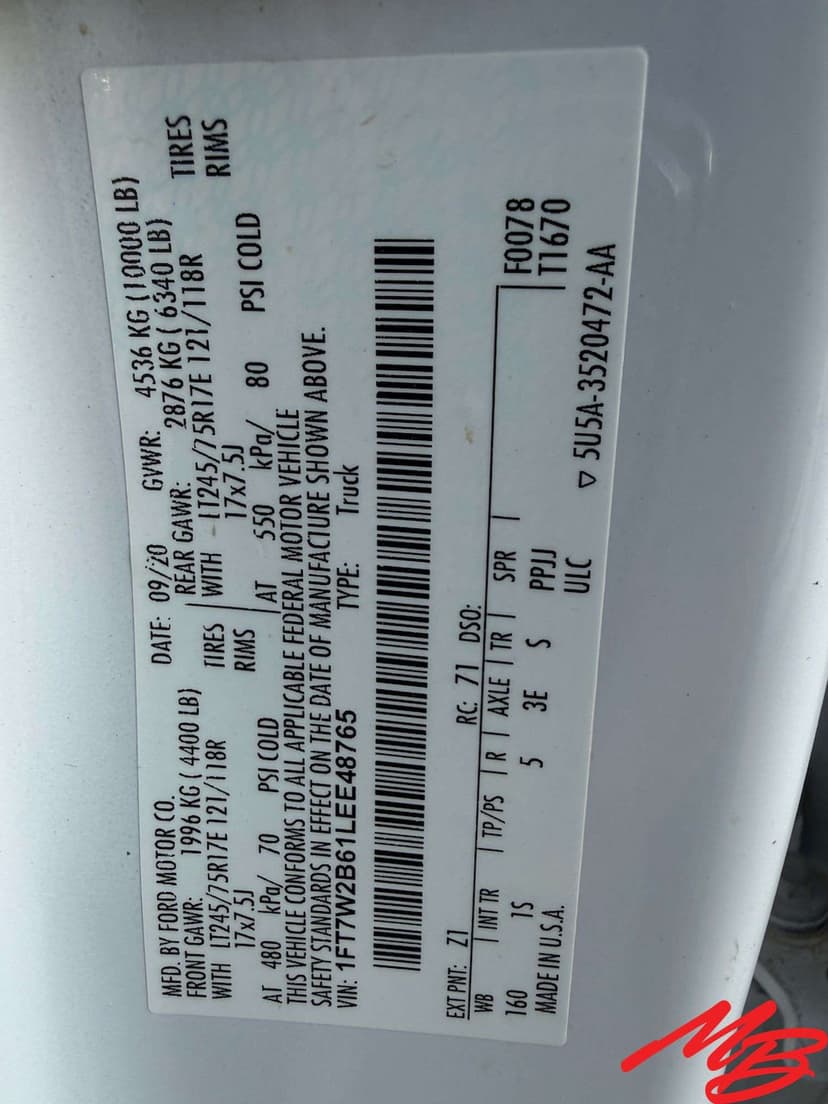 MFD. BY FORD MOTOR CO.
DATE: 09/20 GVWR: 4536 KG (10000 LB)
FRONT GAWR: 1996 KG ( 4400 LB)
REAR GAWR: 2876 KG ( 6340 LB)
WITH LT245/75R17E 121/118R TIRES
WITH LT245/75R17E 121/118R TIRES
17x7.5J RIMS
17x7.5J RIMS
AT 480 kPa/ 70 PSI COLD
AT 550 kPa/ 80 PSI COLD
THIS VEHICLE CONFORMS TO ALL APPLICABLE FEDERAL MOTOR VEHICLE
SAFETY STANDARDS IN EFFECT ON THE DATE OF MANUFACTURE SHOWN ABOVE.
VIN: 1FT7W2B61LEE48765 TYPE: Truck
EXT PNT: Z1 RC: 71 DSO:
WB | INT TR | TP/PS | R | AXLE | TR | SPR | F0078
160 1S 5 3E S PPJJ T1670
MADE IN U.S.A. ULC
▽ 5U5A-3520472-AA
MB